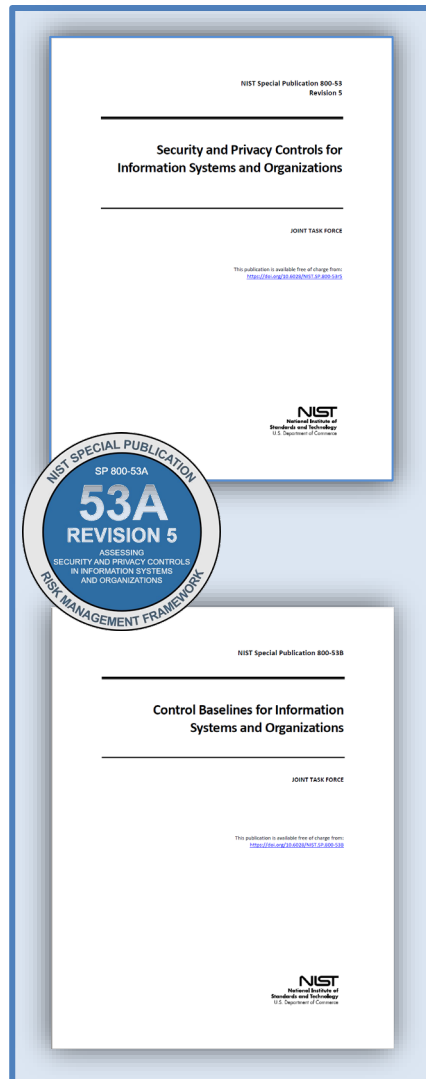 NIST Special Publication 800-53
Revision 5
Security and Privacy Controls for
Information Systems and Organizations
JOINT TASK FORCE
This publication is available free of charge from:
https://doi.org/10.6028/NIST.SP.800-53r5
NIST
National Institute of
Standards and Technology
U.S. Department of Commerce
NIST SPECIAL PUBLICATION
SP 800-53A
53A
REVISION 5
ASSESSING
SECURITY AND PRIVACY CONTROLS
IN INFORMATION SYSTEMS
AND ORGANIZATIONS
RISK MANAGEMENT FRAMEWORK
NIST Special Publication 800-53B
Control Baselines for Information
Systems and Organizations
JOINT TASK FORCE
This publication is available free of charge from:
https://doi.org/10.6028/NIST.SP.800-53B
NIST
National Institute of
Standards and Technology
U.S. Department of Commerce